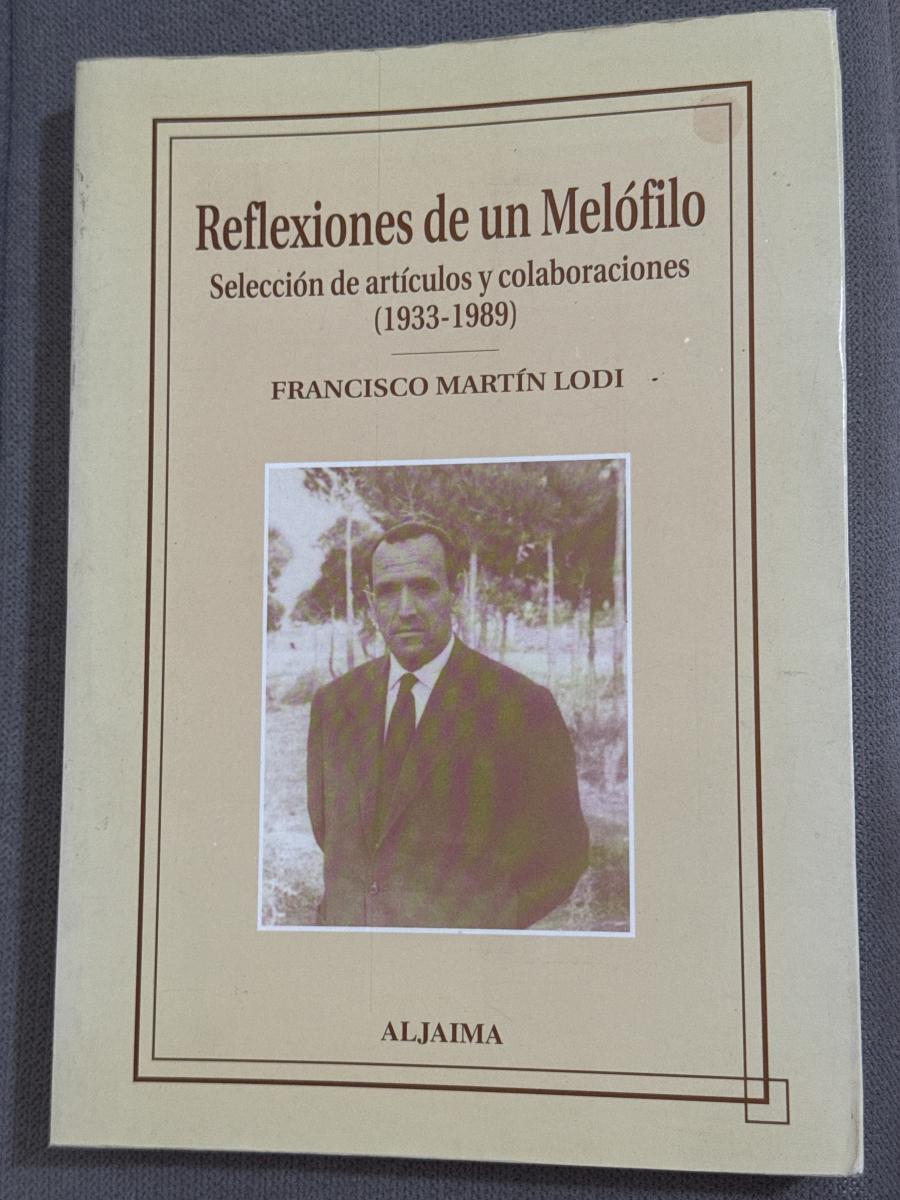 Reflexiones de un Melófilo
Selección de artículos y colaboraciones
(1933-1989)
FRANCISCO MARTÍN LODI
ALJAIMA